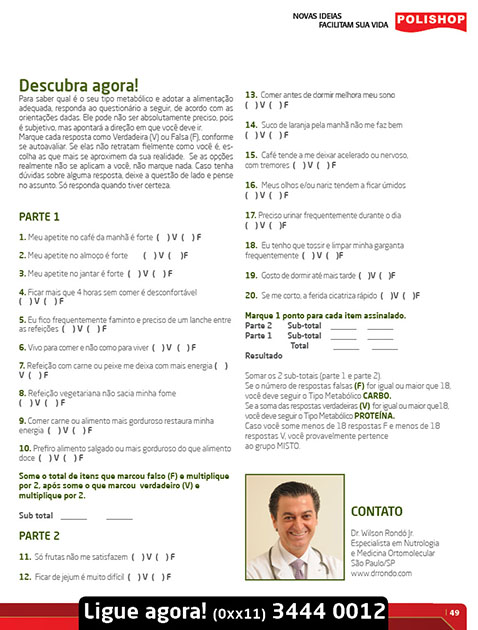 NOVAS IDEIAS
FACILITAM SUA VIDA
POLISHOP
Descubra agora!
Para saber qual é o seu tipo metabólico e adotar a alimentação
adequada, responda ao questionário a seguir, de acordo com as
orientações dadas. Ele pode não ser absolutamente preciso, pois
é subjetivo, mas apontará a direção em que você deve ir.
Marque cada resposta como Verdadeira (V) ou Falsa (F), conforme
se autoavaliar. Se elas não retratam fielmente como você é, es-
colha as que mais se aproximem da sua realidade. Se as opções
realmente não se aplicam a você, não marque nada. Caso tenha
dúvidas sobre alguma resposta, deixe a questão de lado e pense
no assunto. Só responda quando tiver certeza.
PARTE 1
1. Meu apetite no café da manhã é forte ( ) V ( ) F
2. Meu apetite no almoço é forte ( ) V ( )F
3. Meu apetite no jantar é forte ( ) V ( ) F
4. Ficar mais que 4 horas sem comer é desconfortável
( ) V ( ) F
5. Eu fico frequentemente faminto e preciso de um lanche entre
as refeições ( ) V ( ) F
6. Vivo para comer e não como para viver ( ) V ( ) F
7. Refeição com carne ou peixe me deixa com mais energia ( )
V ( ) F
8. Refeição vegetariana não sacia minha fome
( ) V ( ) F
9. Comer carne ou alimento mais gorduroso restaura minha
energia ( ) V ( ) F
10. Prefiro alimento salgado ou mais gorduroso do que alimento
doce ( ) V ( ) F
Some o total de itens que marcou falso (F) e multiplique
por 2, após some o que marcou verdadeiro (V) e
multiplique por 2.
Sub total ______ ______
PARTE 2
11. Só frutas não me satisfazem ( ) V ( ) F
12. Ficar de jejum é muito difícil ( ) V ( ) F
13. Comer antes de dormir melhora meu sono
( ) V ( ) F
14. Suco de laranja pela manhã não me faz bem
( ) V ( ) F
15. Café tende a me deixar acelerado ou nervoso,
com tremores ( ) V ( ) F
16. Meus olhos e/ou nariz tendem a ficar úmidos
( ) V ( ) F
17. Preciso urinar frequentemente durante o dia
( ) V ( )F
18. Eu tenho que tossir e limpar minha garganta
frequentemente ( ) V ( ) F
19. Gosto de dormir até mais tarde ( )V ( )F
20. Se me corto, a ferida cicatriza rápido ( )V ( )F
Marque 1 ponto para cada item assinalado.
Parte 2 Sub-total ______ ______
Parte 1 Sub-total ______ ______
Total ______ ______
Resultado
Somar os 2 sub-totais (parte 1 e parte 2).
Se o número de respostas falsas (F) for igual ou maior que 18,
você deve seguir o Tipo Metabólico CARBO.
Se a soma das respostas verdadeiras (V) for igual ou maior que18,
você deve seguir o Tipo Metabólico PROTEÍNA.
Caso você some menos de 18 respostas F e menos de 18
respostas V, você provavelmente pertence
ao grupo MISTO.
CONTATO
Dr. Wilson Rondó Jr.
Especialista em Nutrologia
e Medicina Ortomolecular
São Paulo/SP
www.drrondo.com
49
Ligue agora! (0xx11) 3444 0012